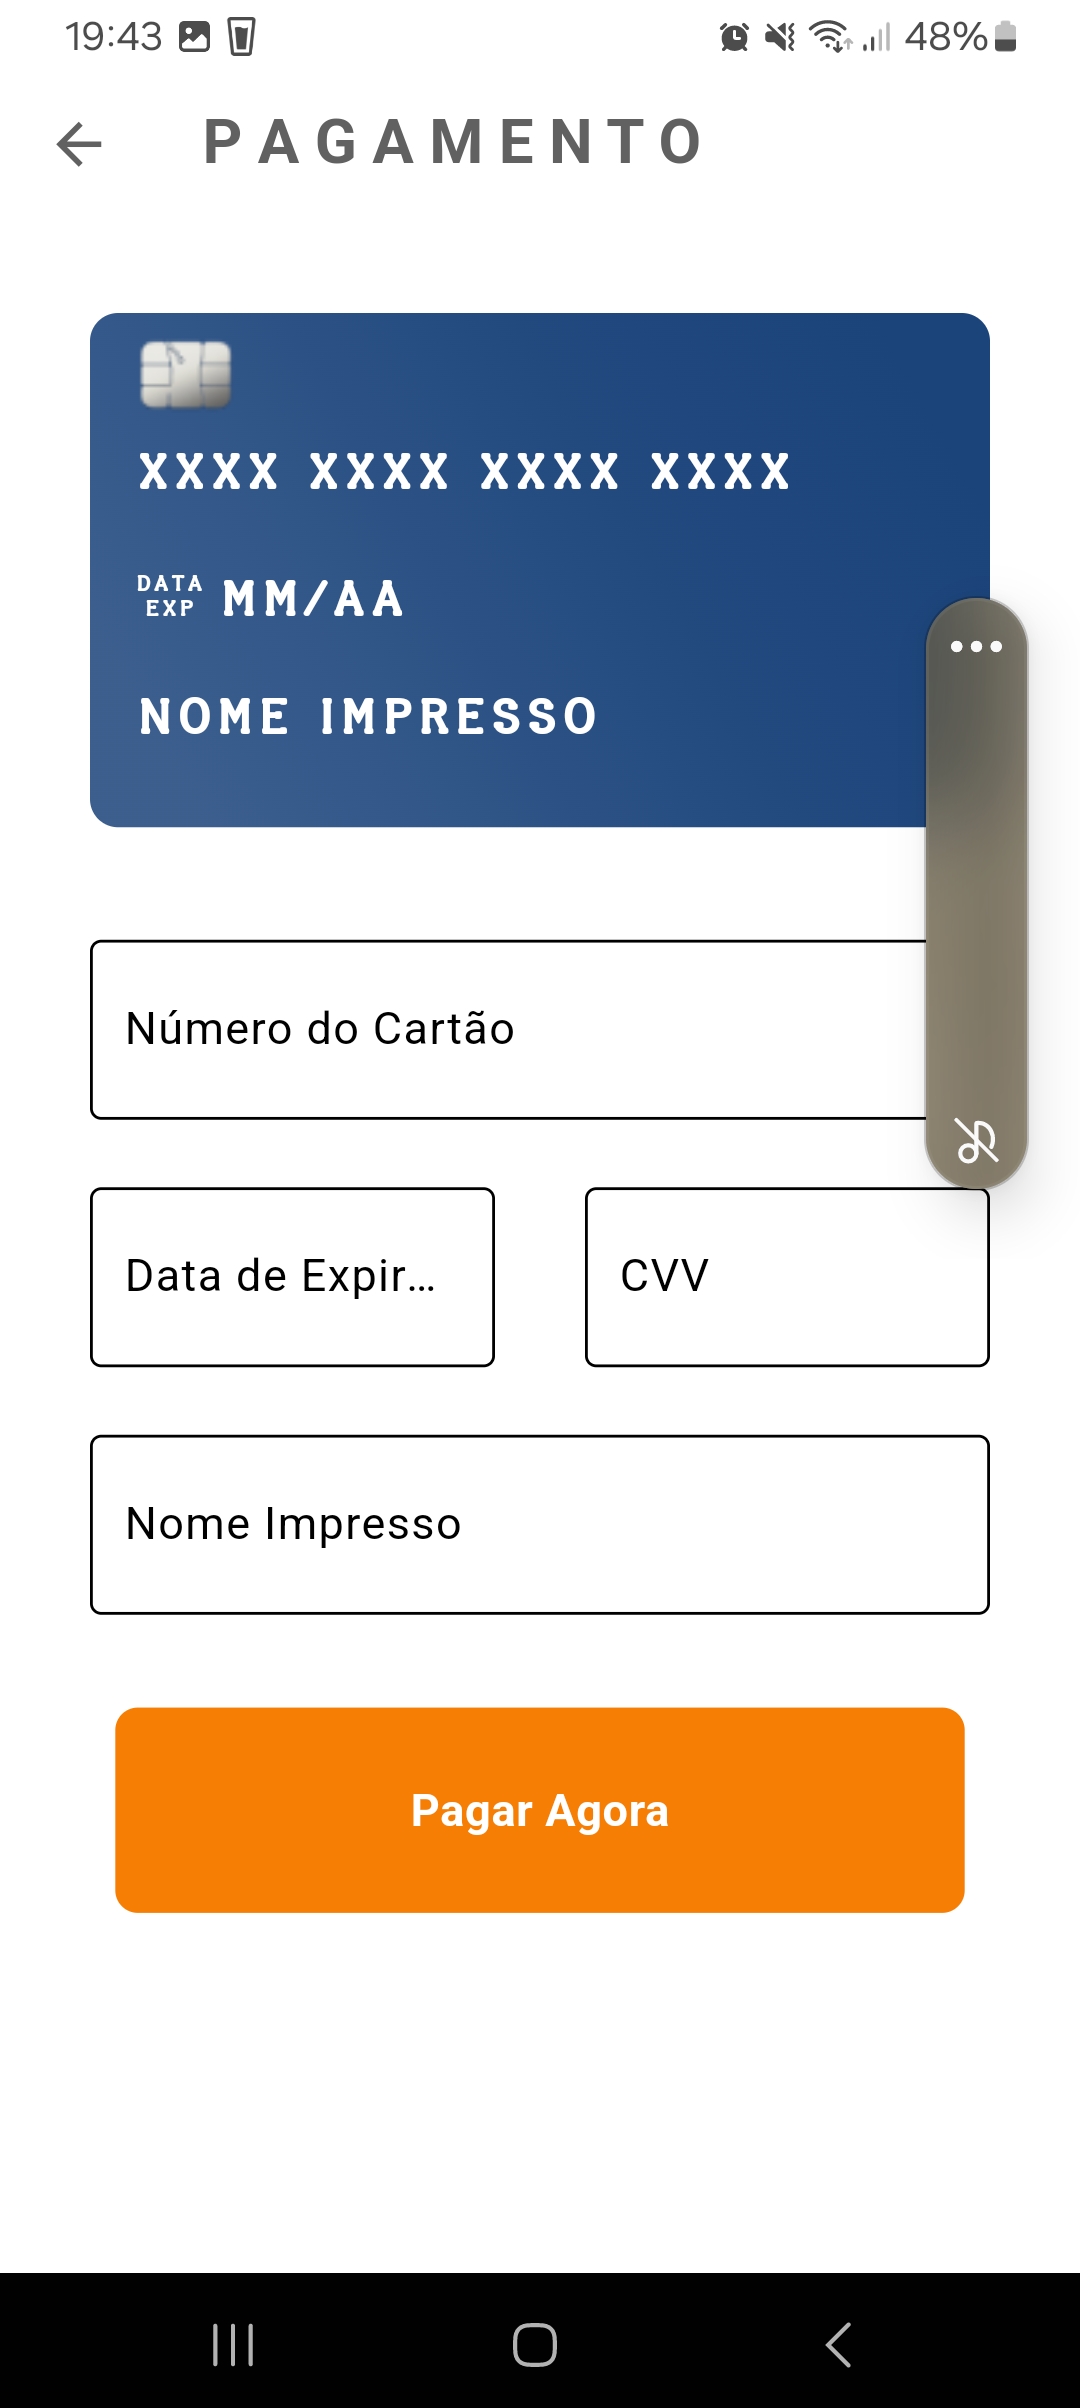 19:43
48%
PAGAMENTO
XXXX XXXX XXXX XXXX
DATA
EXP
MM/AA
NOME IMPRESSO
Número do Cartão
Data de Expir...
CVV
Nome Impresso
Pagar Agora